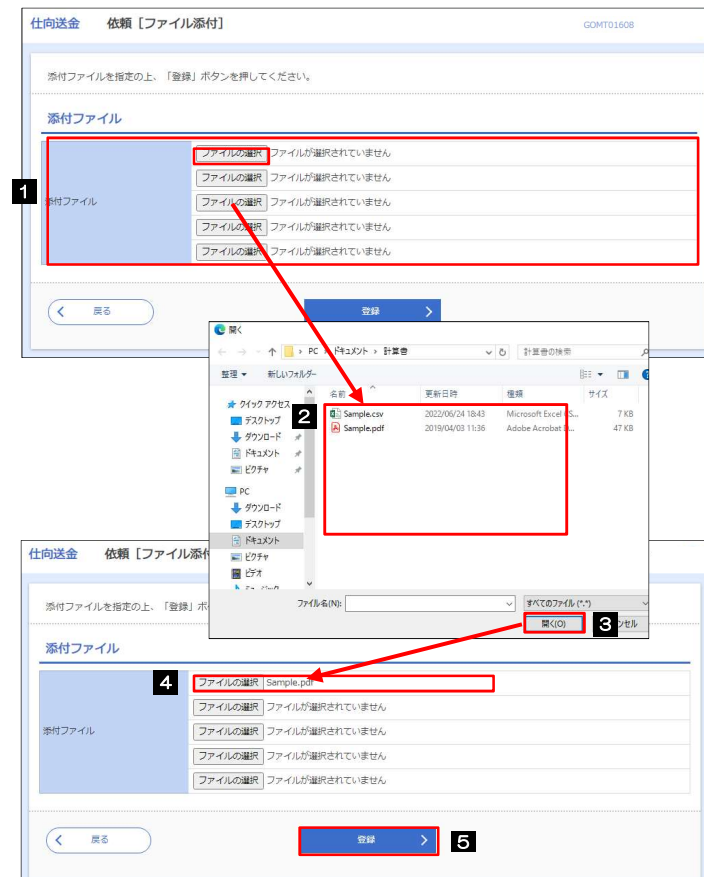 仕向送金 依頼［ファイル添付］ GOMT01608
添付ファイルを指定の上、「登録」ボタンを押してください。
添付ファイル
ファイルの選択 ファイルが選択されていません
ファイルの選択 ファイルが選択されていません
1 添付ファイル ファイルの選択 ファイルが選択されていません
ファイルの選択 ファイルが選択されていません
ファイルの選択 ファイルが選択されていません
戻る 登録
開く
PC › ドキュメント › 計算書 計算書の検索
整理 新しいフォルダー
名前 更新日時 種類 サイズ
クイック アクセス
2 Sample.csv 2022/06/24 18:43 Microsoft Excel CS... 7 KB
デスクトップ
Sample.pdf 2019/04/03 11:36 Adobe Acrobat D... 47 KB
ダウンロード
ドキュメント
ピクチャ
PC
ダウンロード
デスクトップ
ドキュメント
ピクチャ
ビデオ
ファイル名(N): すべてのファイル (*.*)
開く(O) 3 ンセル
仕向送金 依頼［ファイル添付
添付ファイルを指定の上、「登録」ボ
添付ファイル
4 ファイルの選択 Sample.pdf
ファイルの選択 ファイルが選択されていません
添付ファイル ファイルの選択 ファイルが選択されていません
ファイルの選択 ファイルが選択されていません
ファイルの選択 ファイルが選択されていません
戻る 登録 5